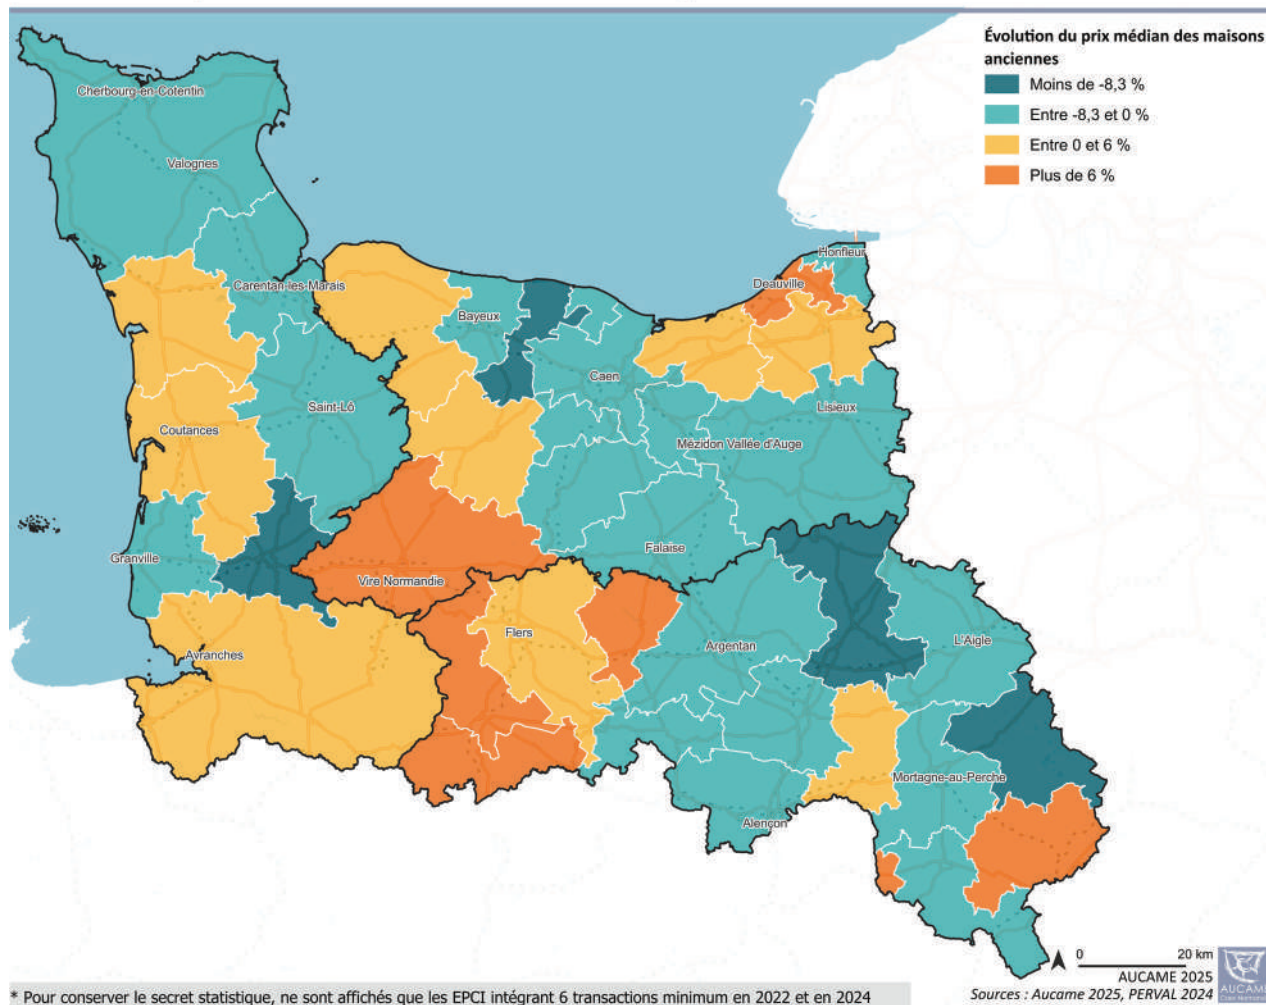 Évolution du prix médian des maisons
anciennes
Moins de -8,3 %
Entre -8,3 et 0 %
Entre 0 et 6 %
Plus de 6 %
Cherbourg-en-Cotentin
Valognes
Honfleur
Deauville
Carentan-les-Marais
Bayeux
Caen
Saint-Lô
Lisieux
Coutances
Mézidon Vallée d'Auge
Falaise
Granville
Vire Normandie
Flers
Argentan
L'Aigle
Avranches
Mortagne-au-Perche
Alençon
0 20 km
AUCAME 2025
Sources : Aucame 2025, PERVAL 2024
AUCAME
Caen Normandie
* Pour conserver le secret statistique, ne sont affichés que les EPCI intégrant 6 transactions minimum en 2022 et en 2024